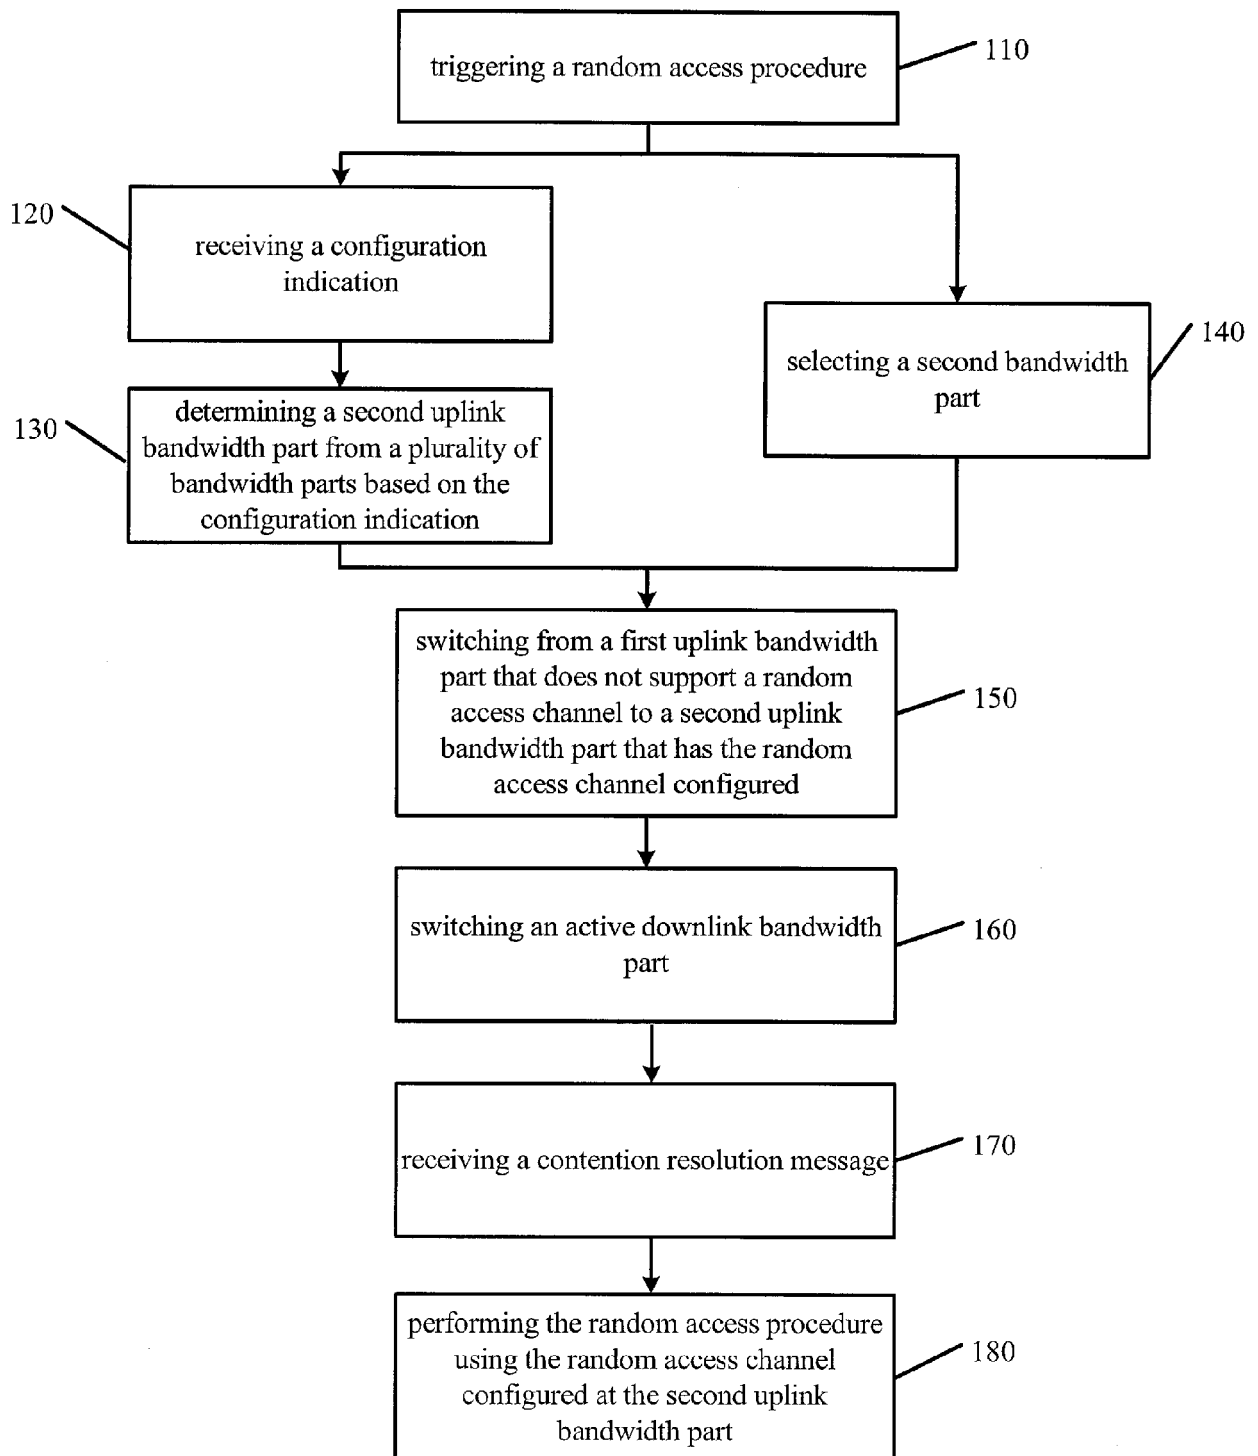 triggering a random access procedure
110
120
receiving a configuration
indication
140
selecting a second bandwidth
part
130
determining a second uplink
bandwidth part from a plurality of
bandwidth parts based on the
configuration indication
switching from a first uplink bandwidth
part that does not support a random
access channel to a second uplink
bandwidth part that has the random
access channel configured
150
switching an active downlink bandwidth
part
160
receiving a contention resolution message
170
performing the random access procedure
using the random access channel
configured at the second uplink
bandwidth part
180